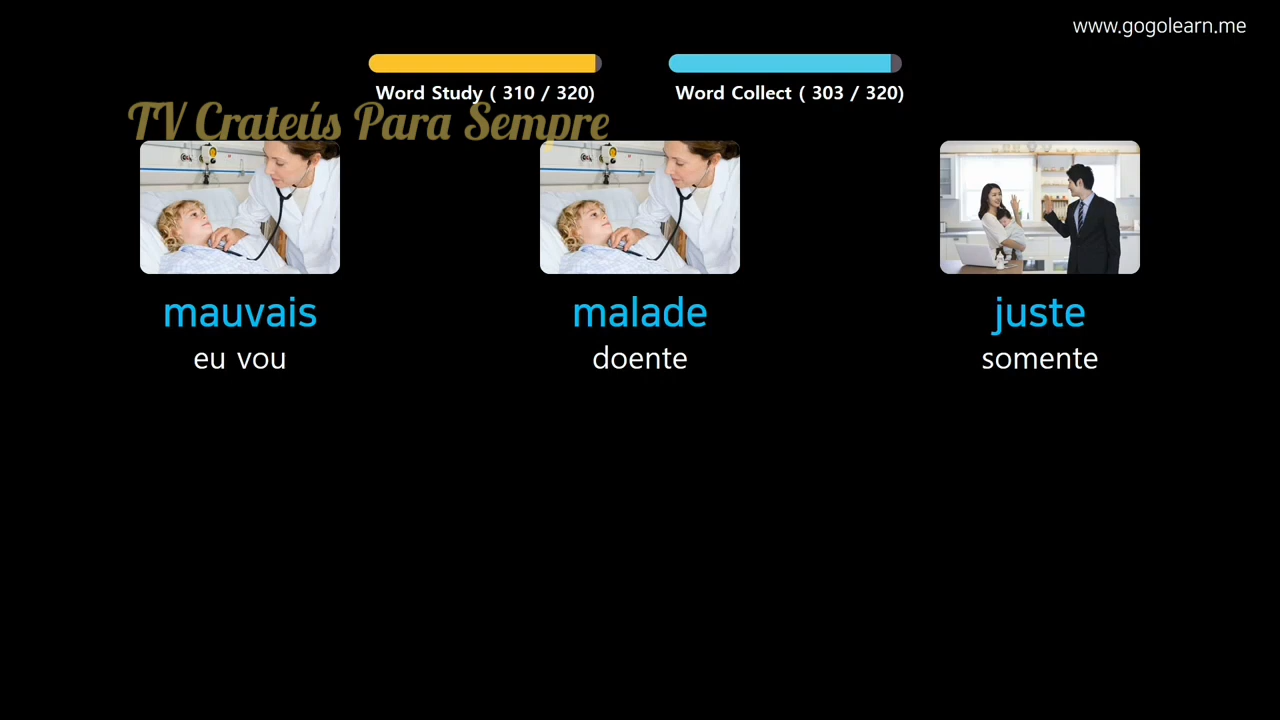 www.gogolearn.me
Word Study ( 310 / 320)
Word Collect ( 303 / 320)
TV Crateús Para Sempre
mauvais
malade
juste
eu vou
doente
somente